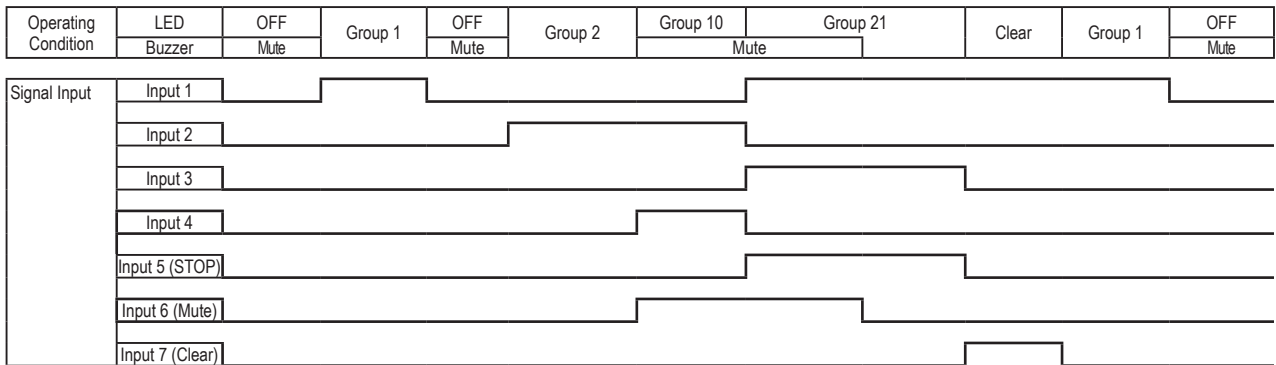 Operating Condition LED OFF Group 1 OFF Group 2 Group 10 Group 21 Clear Group 1 OFF
Buzzer Mute Mute Mute Mute
Signal Input Input 1
Input 2
Input 3
Input 4
Input 5 (STOP)
Input 6 (Mute)
Input 7 (Clear)